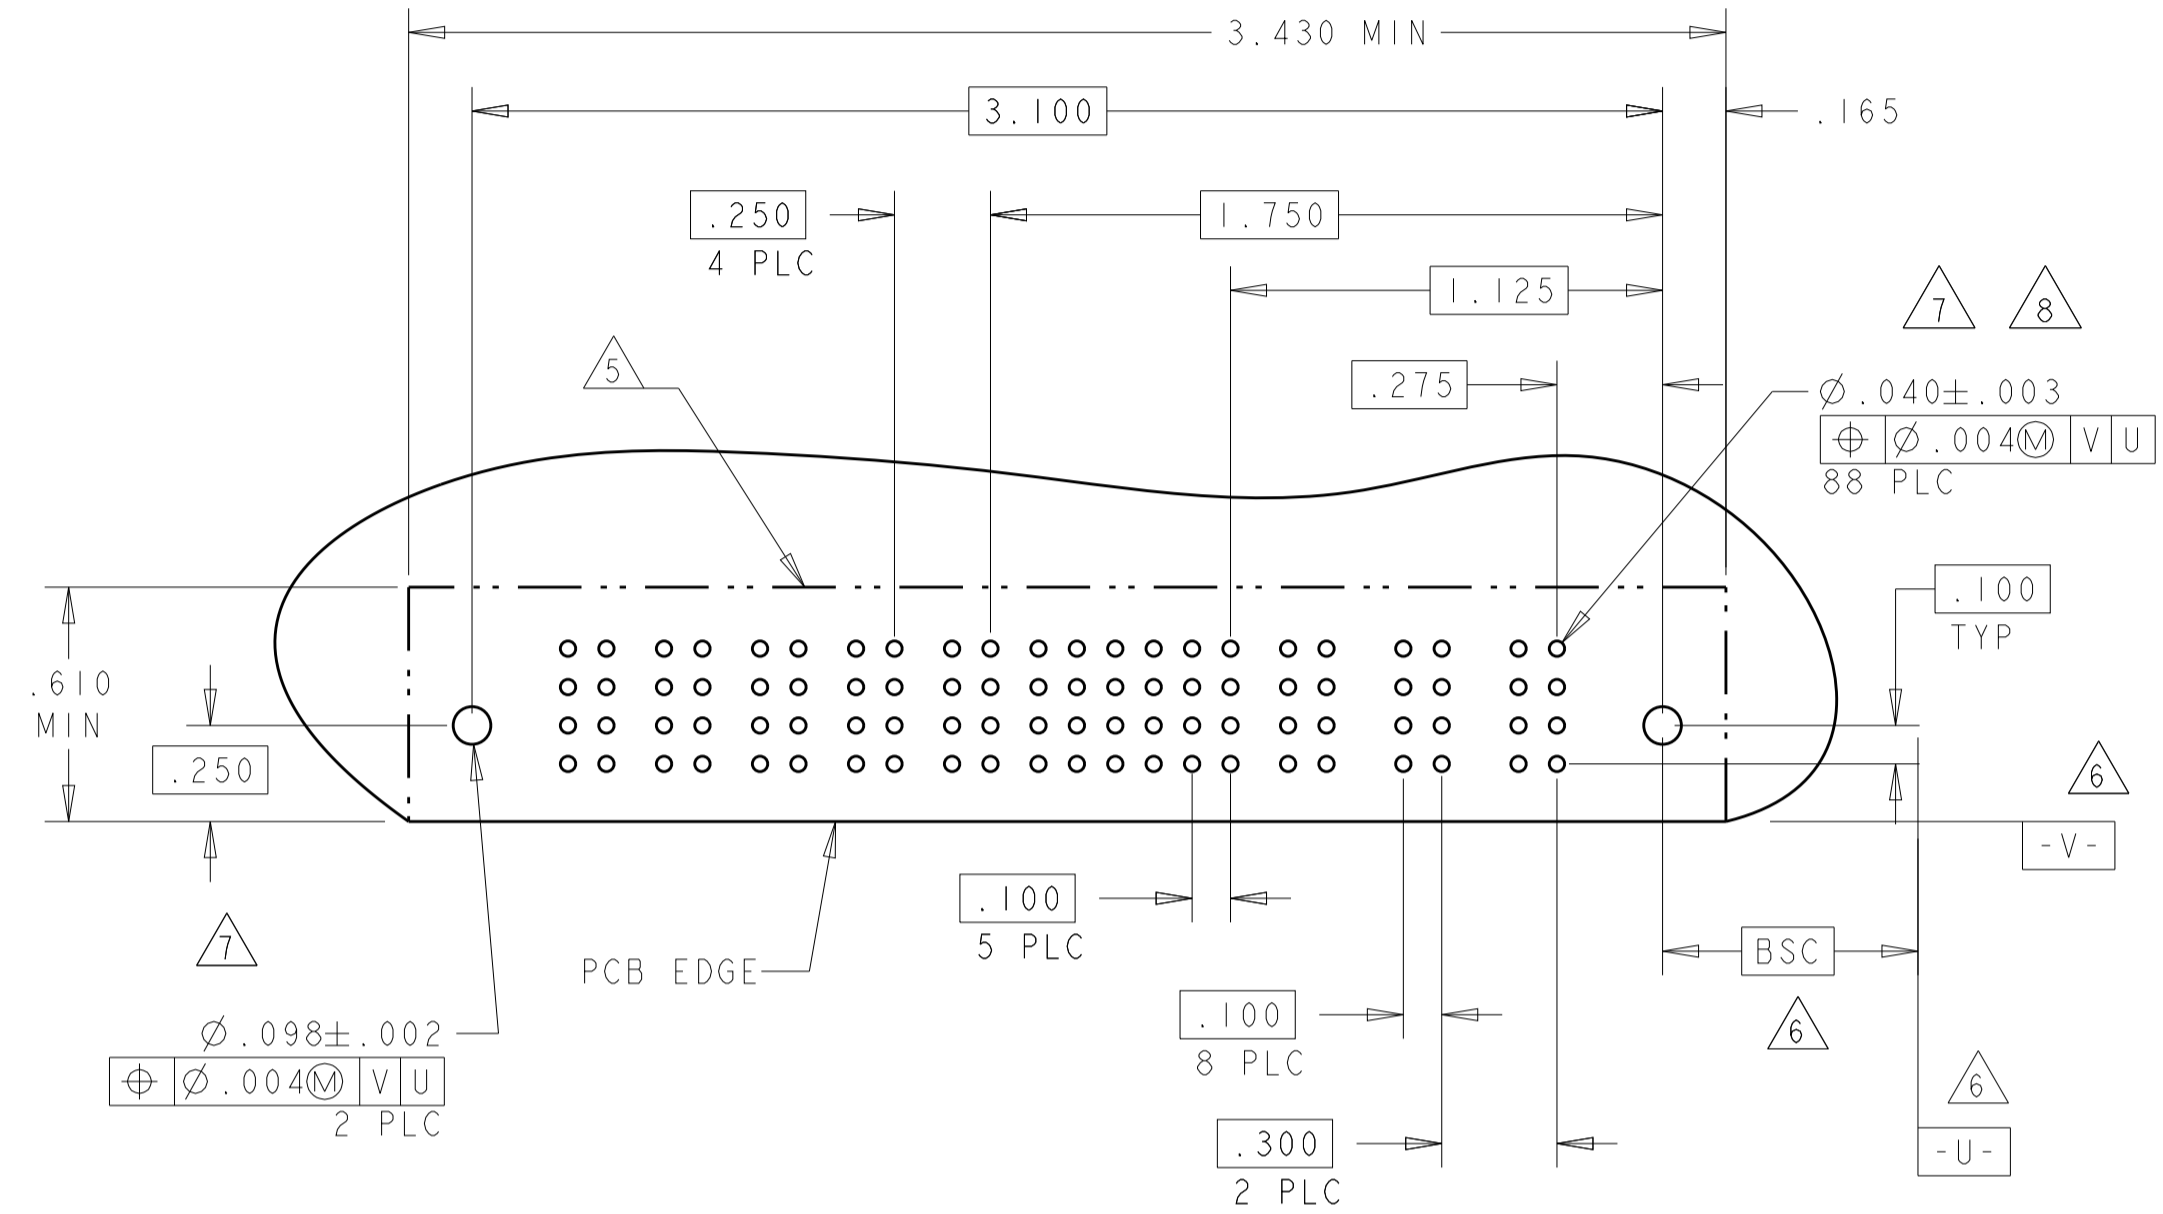 3.430 MIN
3.100
.165
.250
4 PLC
1.750
1.125
7
8
5
.275
Ø.040±.003
⌖ Ø.004Ⓜ V U
88 PLC
.100
TYP
.610
MIN
.250
6
-V-
.100
5 PLC
7
PCB EDGE
BSC
6
Ø.098±.002
⌖ Ø.004Ⓜ V U
2 PLC
.100
8 PLC
6
-U-
.300
2 PLC